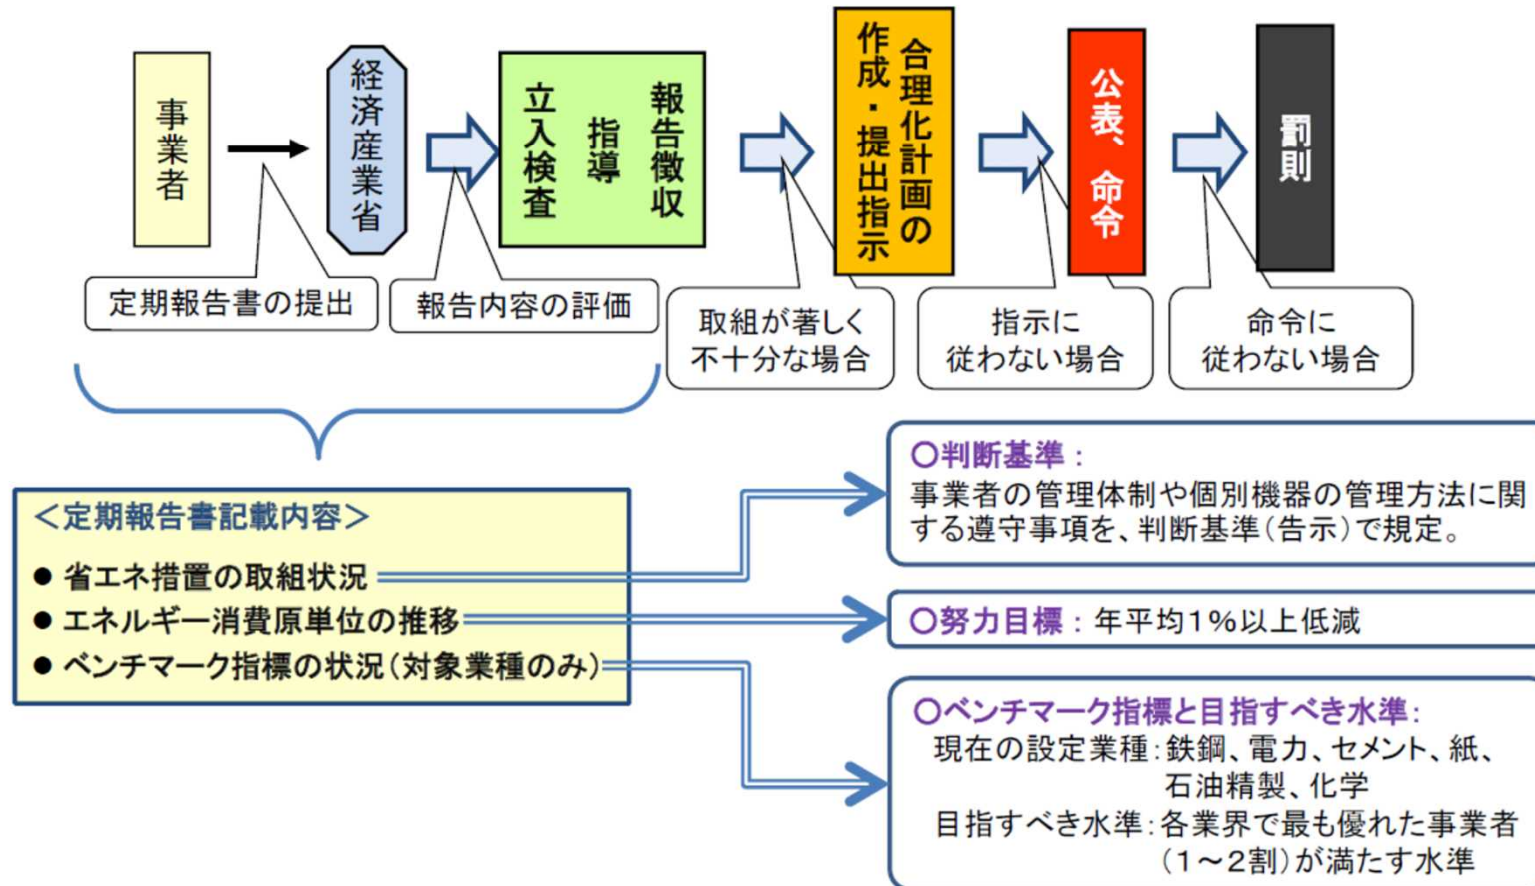 事業者
経済産業省
報告徴収
指導
立入検査
合理化計画の
作成・提出指示
公表、命令
罰則
定期報告書の提出
報告内容の評価
取組が著しく
不十分な場合
指示に
従わない場合
命令に
従わない場合
＜定期報告書記載内容＞
● 省エネ措置の取組状況
● エネルギー消費原単位の推移
● ベンチマーク指標の状況（対象業種のみ）
○判断基準：
事業者の管理体制や個別機器の管理方法に関
する遵守事項を、判断基準（告示）で規定。
○努力目標：年平均１％以上低減
○ベンチマーク指標と目指すべき水準：
現在の設定業種：鉄鋼、電力、セメント、紙、
石油精製、化学
目指すべき水準：各業界で最も優れた事業者
（１～２割）が満たす水準